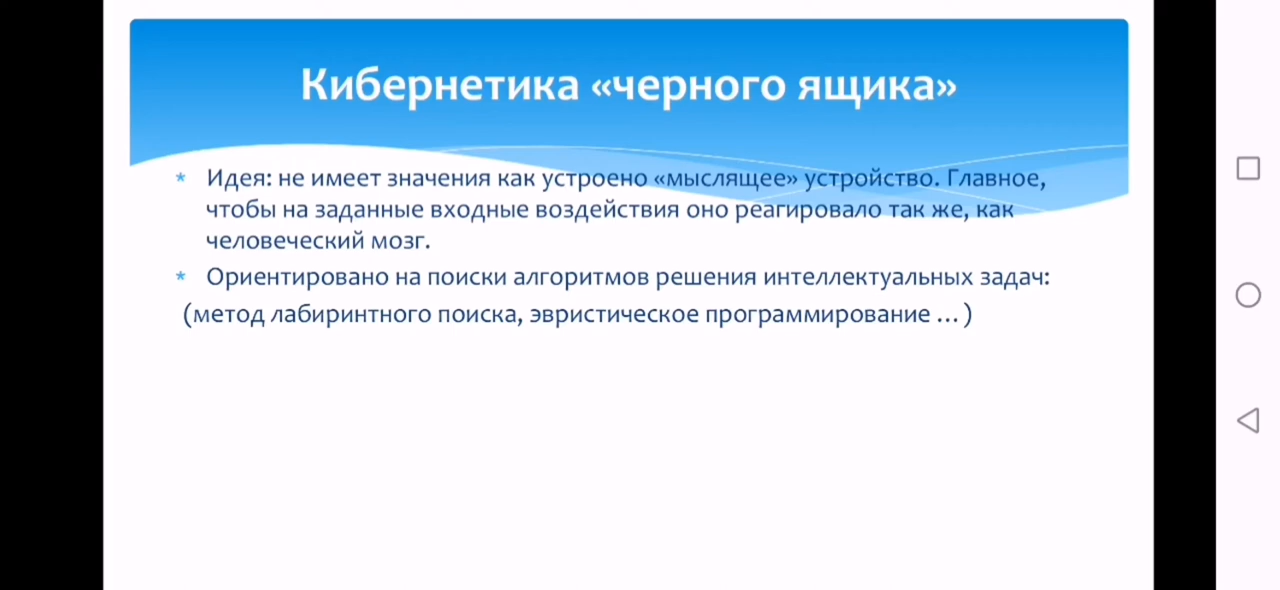 Кибернетика «черного ящика»
* Идея: не имеет значения как устроено «мыслящее» устройство. Главное,
чтобы на заданные входные воздействия оно реагировало так же, как
человеческий мозг.
* Ориентировано на поиски алгоритмов решения интеллектуальных задач:
(метод лабиринтного поиска, эвристическое программирование ... )